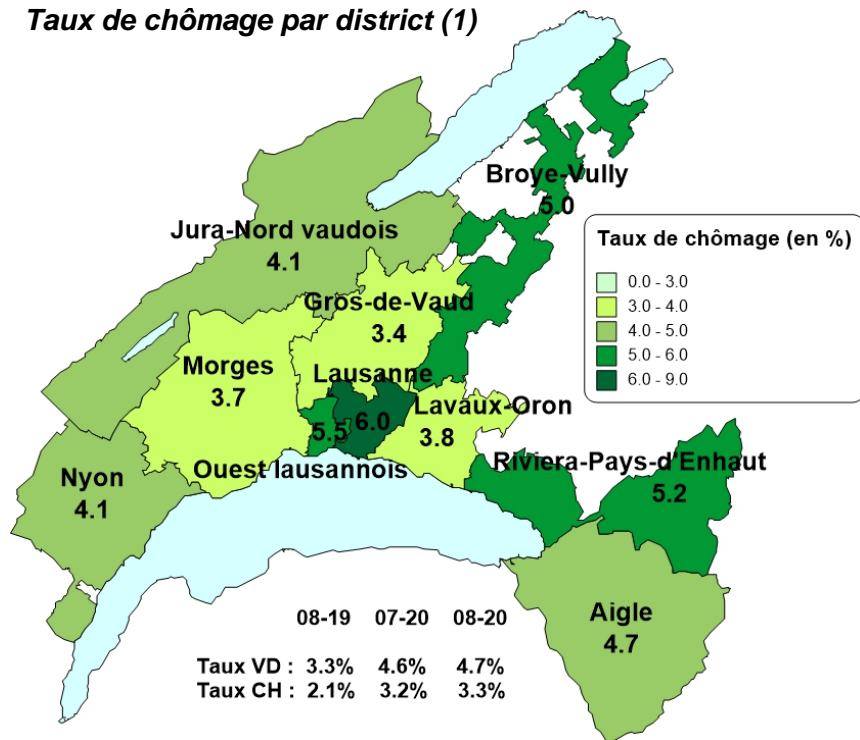 Taux de chômage par district (1)
Broye-Vully
5.0
Jura-Nord vaudois
4.1
Taux de chômage (en %)
0.0 - 3.0
3.0 - 4.0
4.0 - 5.0
5.0 - 6.0
6.0 - 9.0
Gros-de-Vaud
3.4
Morges
3.7
Lausanne
6.0
5.5
Ouest lausannois
Lavaux-Oron
3.8
Riviera-Pays-d'Enhaut
5.2
Nyon
4.1
Aigle
4.7
08-19 07-20 08-20
Taux VD : 3.3% 4.6% 4.7%
Taux CH : 2.1% 3.2% 3.3%